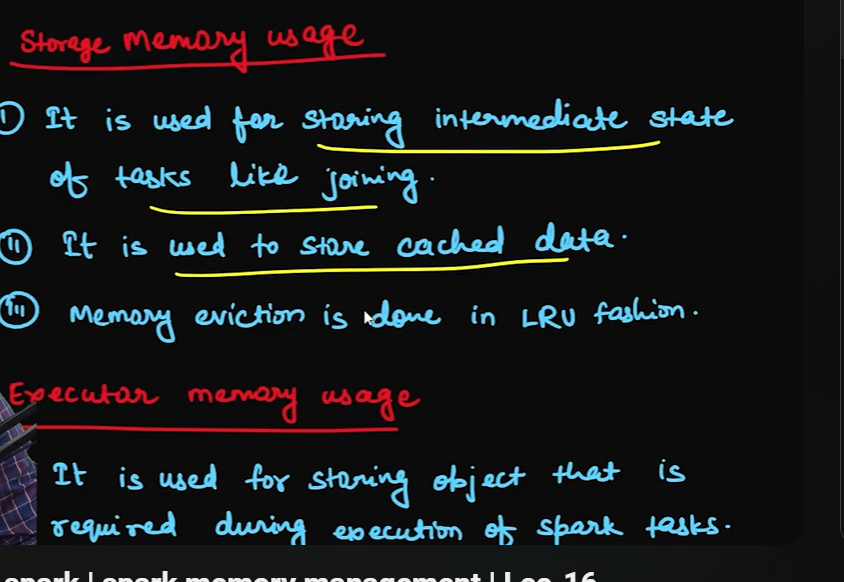 Storage Memory usage
① It is used for storing intermediate state
of tasks like joining.
(ii) It is used to store cached data.
(iii) Memory eviction is done in LRU fashion.
Executor memory usage
It is used for storing object that is
required during execution of spark tasks.
spark | spark memory management | Lec-16